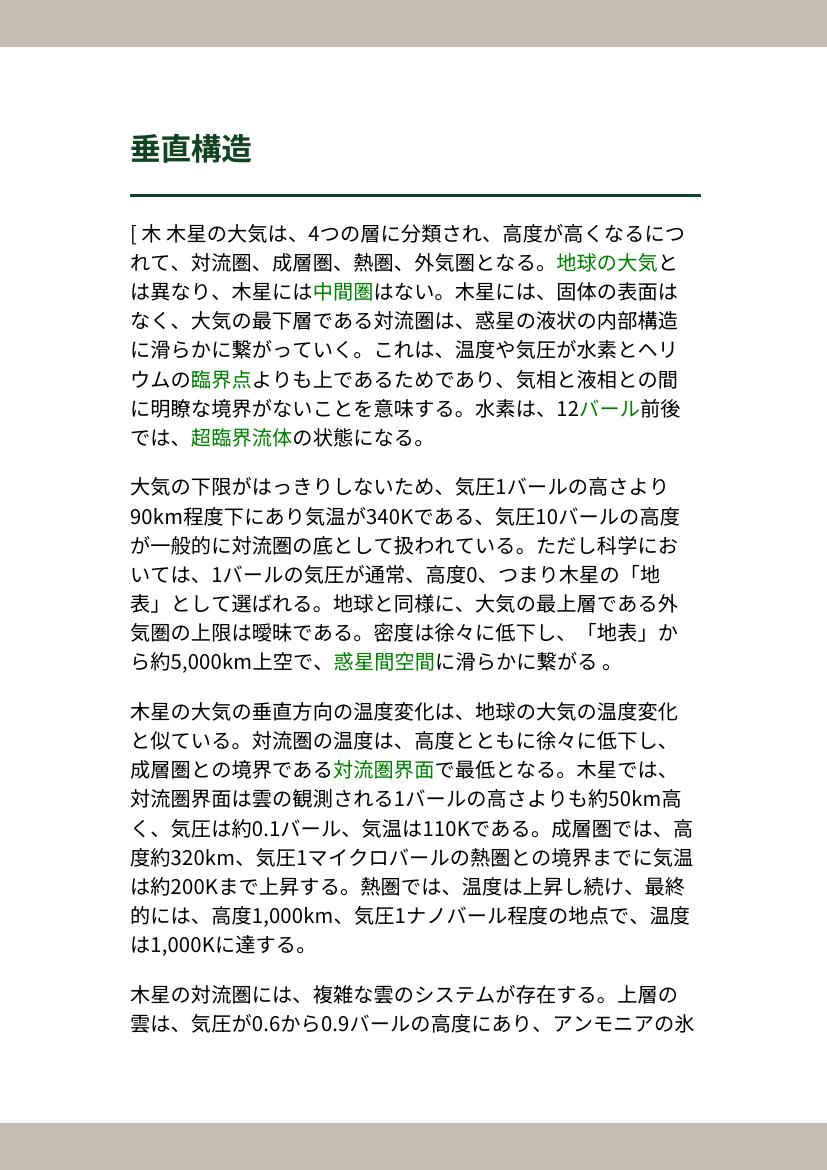 垂直構造
[ 木 木星の大気は、4つの層に分類され、高度が高くなるにつ
れて、対流圏、成層圏、熱圏、外気圏となる。地球の大気と
は異なり、木星には中間圏はない。木星には、固体の表面は
なく、大気の最下層である対流圏は、惑星の液状の内部構造
に滑らかに繋がっていく。これは、温度や気圧が水素とヘリ
ウムの臨界点よりも上であるためであり、気相と液相との間
に明瞭な境界がないことを意味する。水素は、12バール前後
では、超臨界流体の状態になる。
大気の下限がはっきりしないため、気圧1バールの高さより
90km程度下にあり気温が340Kである、気圧10バールの高度
が一般的に対流圏の底として扱われている。ただし科学にお
いては、1バールの気圧が通常、高度0、つまり木星の「地
表」として選ばれる。地球と同様に、大気の最上層である外
気圏の上限は曖昧である。密度は徐々に低下し、「地表」か
ら約5,000km上空で、惑星間空間に滑らかに繋がる 。
木星の大気の垂直方向の温度変化は、地球の大気の温度変化
と似ている。対流圏の温度は、高度とともに徐々に低下し、
成層圏との境界である対流圏界面で最低となる。木星では、
対流圏界面は雲の観測される1バールの高さよりも約50km高
く、気圧は約0.1バール、気温は110Kである。成層圏では、高
度約320km、気圧1マイクロバールの熱圏との境界までに気温
は約200Kまで上昇する。熱圏では、温度は上昇し続け、最終
的には、高度1,000km、気圧1ナノバール程度の地点で、温度
は1,000Kに達する。
木星の対流圏には、複雑な雲のシステムが存在する。上層の
雲は、気圧が0.6から0.9バールの高度にあり、アンモニアの氷